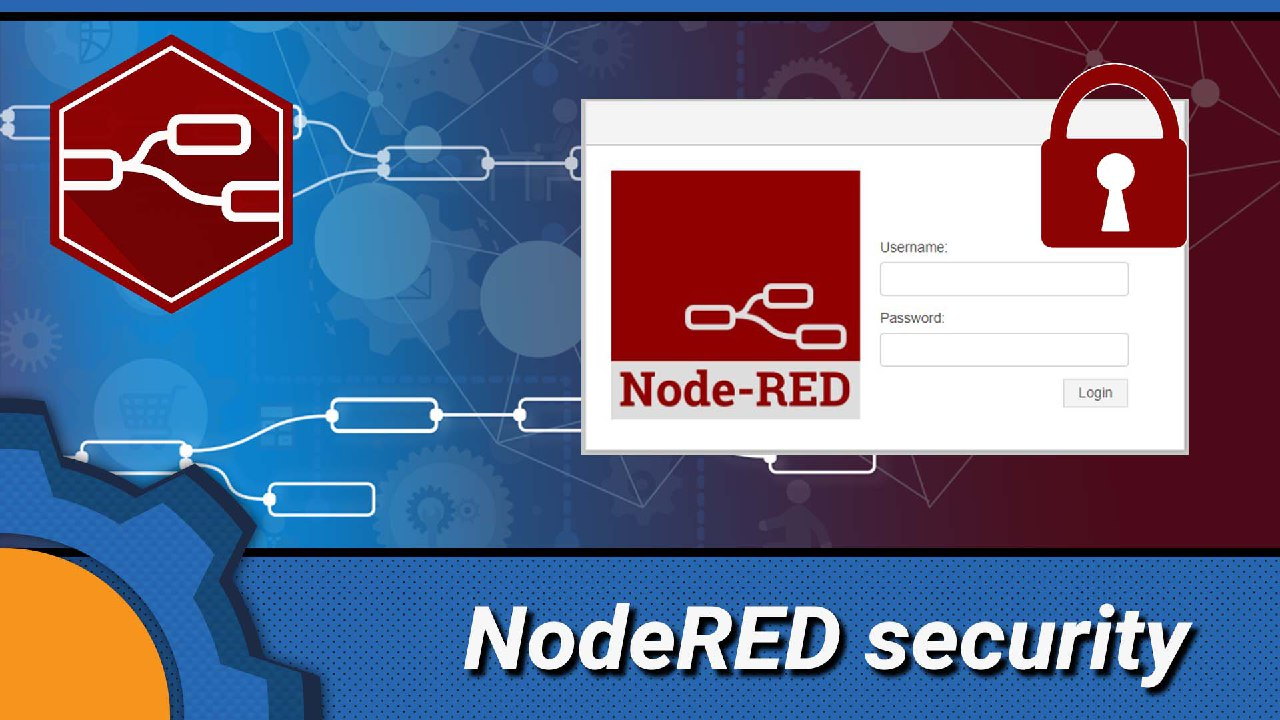 Username:
Password:
Login
Node-RED
NodeRED security